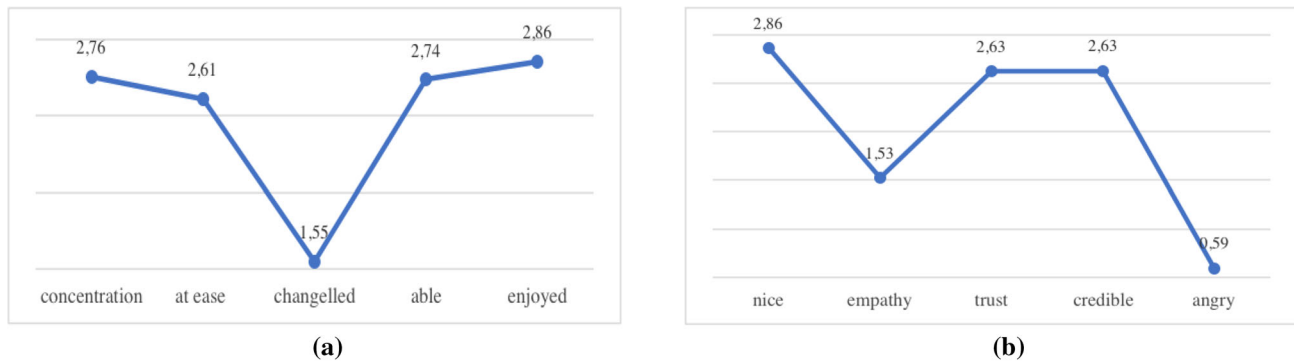 2,76
2,61
1,55
2,74
2,86
concentration at ease changelled able enjoyed
(a)
2,86
1,53
2,63
2,63
0,59
nice empathy trust credible angry
(b)